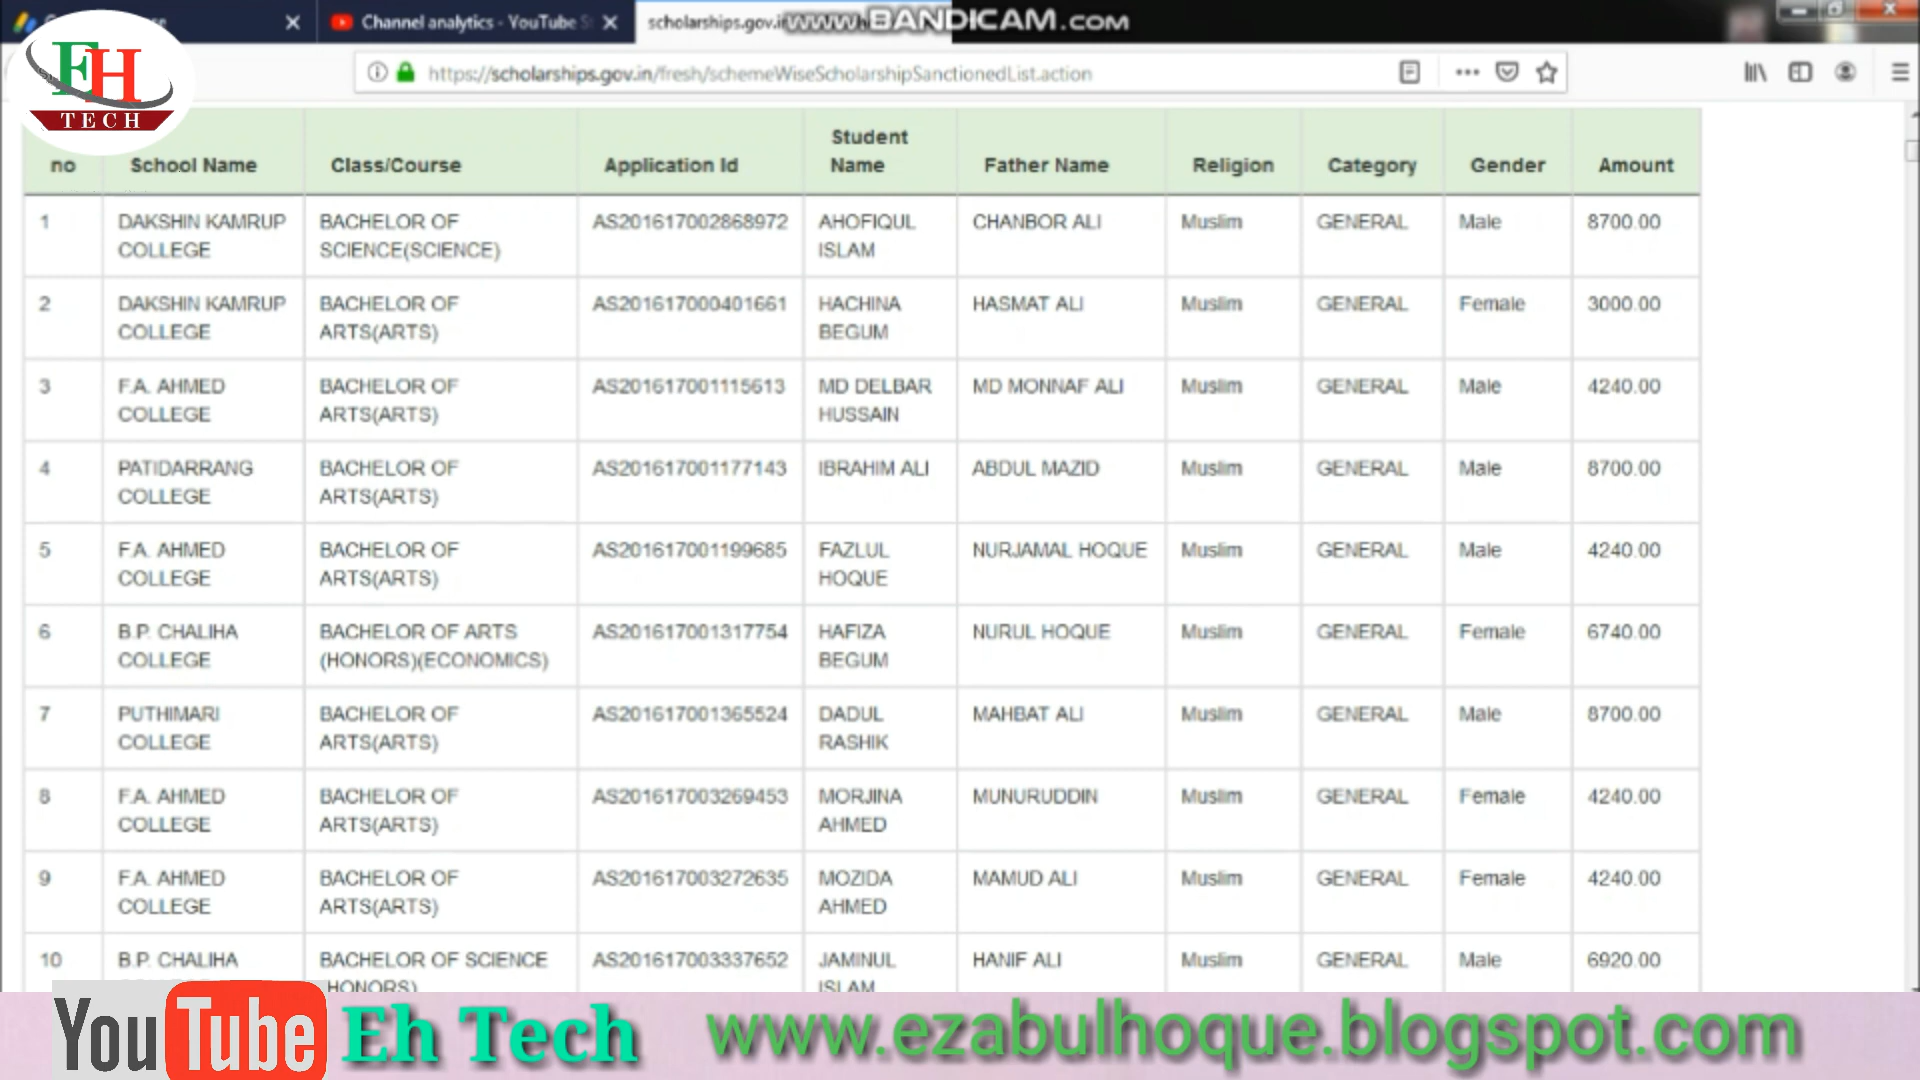 Channel analytics - YouTube
scholarships.gov.in
www.BANDICAM.com
https://scholarships.gov.in/fresh/schemeWiseScholarshipSanctionedList.action
EH
TECH
no School Name Class/Course Application Id Student Name Father Name Religion Category Gender Amount
1 DAKSHIN KAMRUP COLLEGE BACHELOR OF SCIENCE(SCIENCE) AS201617002868972 AHOFIQUL ISLAM CHANBOR ALI Muslim GENERAL Male 8700.00
2 DAKSHIN KAMRUP COLLEGE BACHELOR OF ARTS(ARTS) AS201617000401661 HACHINA BEGUM HASMAT ALI Muslim GENERAL Female 3000.00
3 F.A. AHMED COLLEGE BACHELOR OF ARTS(ARTS) AS201617001115613 MD DELBAR HUSSAIN MD MONNAF ALI Muslim GENERAL Male 4240.00
4 PATIDARRANG COLLEGE BACHELOR OF ARTS(ARTS) AS201617001177143 IBRAHIM ALI ABDUL MAZID Muslim GENERAL Male 8700.00
5 F.A. AHMED COLLEGE BACHELOR OF ARTS(ARTS) AS201617001199685 FAZLUL HOQUE NURJAMAL HOQUE Muslim GENERAL Male 4240.00
6 B.P. CHALIHA COLLEGE BACHELOR OF ARTS (HONORS)(ECONOMICS) AS201617001317754 HAFIZA BEGUM NURUL HOQUE Muslim GENERAL Female 6740.00
7 PUTHIMARI COLLEGE BACHELOR OF ARTS(ARTS) AS201617001365524 DADUL RASHIK MAHBAT ALI Muslim GENERAL Male 8700.00
8 F.A. AHMED COLLEGE BACHELOR OF ARTS(ARTS) AS201617003269453 MORJINA AHMED MUNURUDDIN Muslim GENERAL Female 4240.00
9 F.A. AHMED COLLEGE BACHELOR OF ARTS(ARTS) AS201617003272635 MOZIDA AHMED MAMUD ALI Muslim GENERAL Female 4240.00
10 B.P. CHALIHA BACHELOR OF SCIENCE (HONORS) AS201617003337652 JAMINUL ISLAM HANIF ALI Muslim GENERAL Male 6920.00
YouTube Eh Tech www.ezabulhoque.blogspot.com